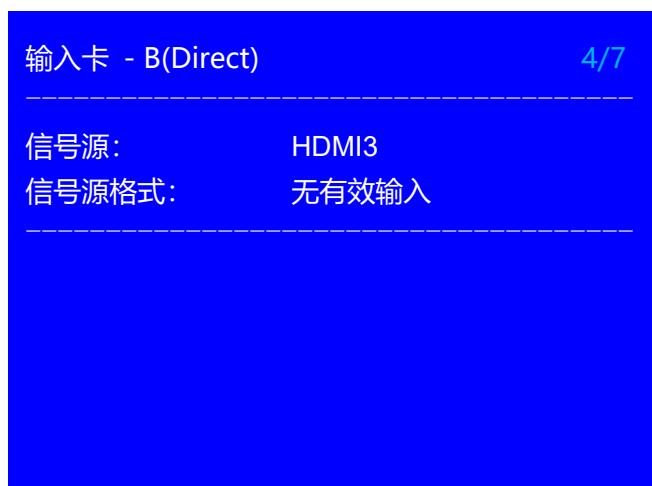 输入卡 - B(Direct) 4/7
信号源： HDMI3
信号源格式： 无有效输入